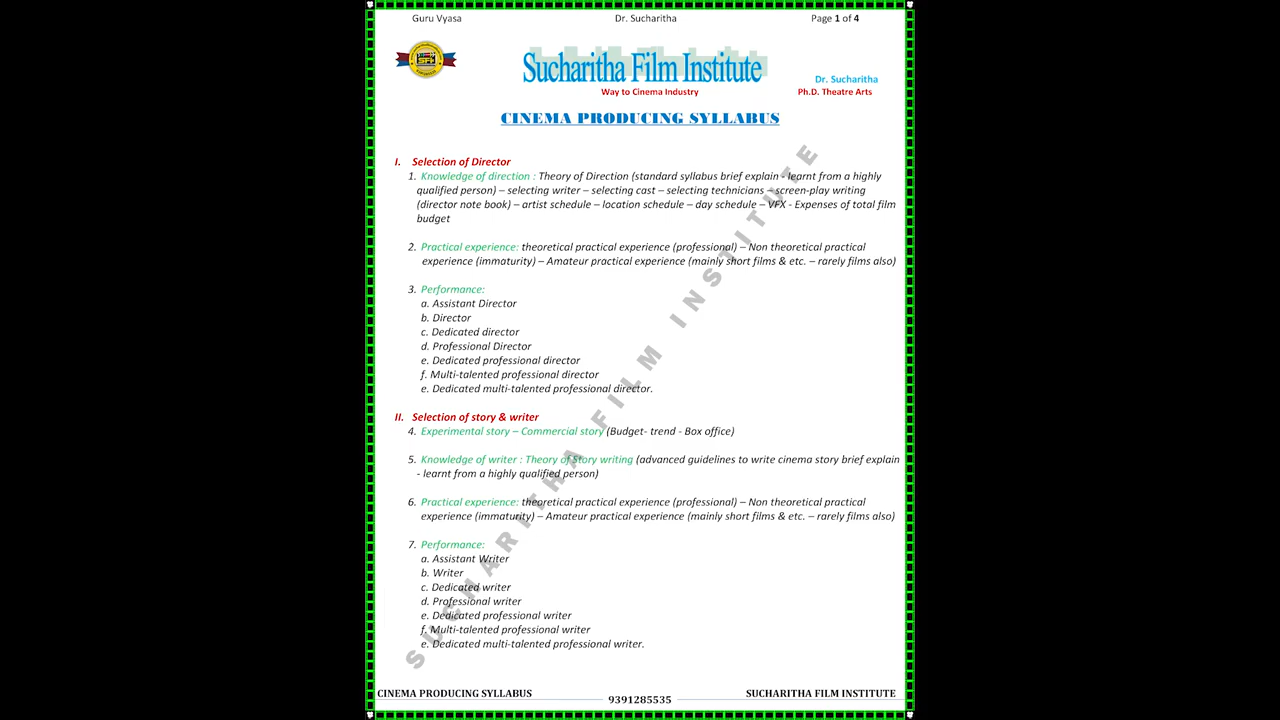 Guru Vyasa Dr. Sucharitha Page 1 of 4
Sucharitha Film Institute
Way to Cinema Industry
Dr. Sucharitha
Ph.D. Theatre Arts
CINEMA PRODUCING SYLLABUS
I. Selection of Director
1. Knowledge of direction : Theory of Direction (standard syllabus brief explain - learnt from a highly
qualified person) – selecting writer – selecting cast – selecting technicians – screen-play writing
(director note book) – artist schedule – location schedule – day schedule – VFX - Expenses of total film
budget
2. Practical experience: theoretical practical experience (professional) – Non theoretical practical
experience (immaturity) – Amateur practical experience (mainly short films & etc. – rarely films also)
3. Performance:
a. Assistant Director
b. Director
c. Dedicated director
d. Professional Director
e. Dedicated professional director
f. Multi-talented professional director
e. Dedicated multi-talented professional director.
II. Selection of story & writer
4. Experimental story – Commercial story (Budget- trend - Box office)
5. Knowledge of writer : Theory of Story writing (advanced guidelines to write cinema story brief explain
- learnt from a highly qualified person)
6. Practical experience: theoretical practical experience (professional) – Non theoretical practical
experience (immaturity) – Amateur practical experience (mainly short films & etc. – rarely films also)
7. Performance:
a. Assistant Writer
b. Writer
c. Dedicated writer
d. Professional writer
e. Dedicated professional writer
f. Multi-talented professional writer
e. Dedicated multi-talented professional writer.
SUCHARITHA FILM INSTITUTE
CINEMA PRODUCING SYLLABUS 9391285535 SUCHARITHA FILM INSTITUTE